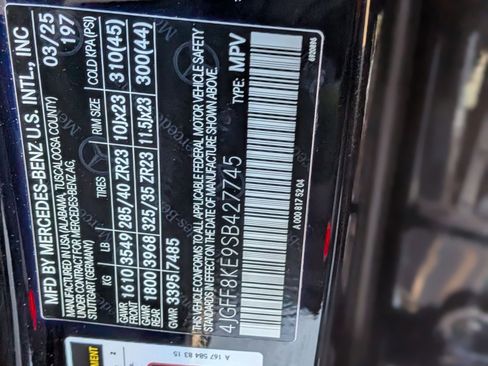 MFD BY MERCEDES-BENZ U.S. INTL., INC
MANUFACTURED IN USA (ALABAMA, TUSCALOOSA COUNTY)
UNDER CONTRACT FOR MERCEDES-BENZ AG,
STUTTGART (GERMANY)
03/25
197
KG LB TIRES RIM SIZE COLD KPA(PSI)
GAWR FRONT 1610 3549 285/40 ZR23 10Jx23 310(45)
GAWR REAR 1800 3968 325/35 ZR23 11.5Jx23 300(44)
GVWR 3395 7485
THIS VEHICLE CONFORMS TO ALL APPLICABLE FEDERAL MOTOR VEHICLE SAFETY
STANDARDS IN EFFECT ON THE DATE OF MANUFACTURE SHOWN ABOVE.
4JGFF8KE9SB427745 TYPE: MPV
A 000 817 52 04
A 167 584 83 15
2